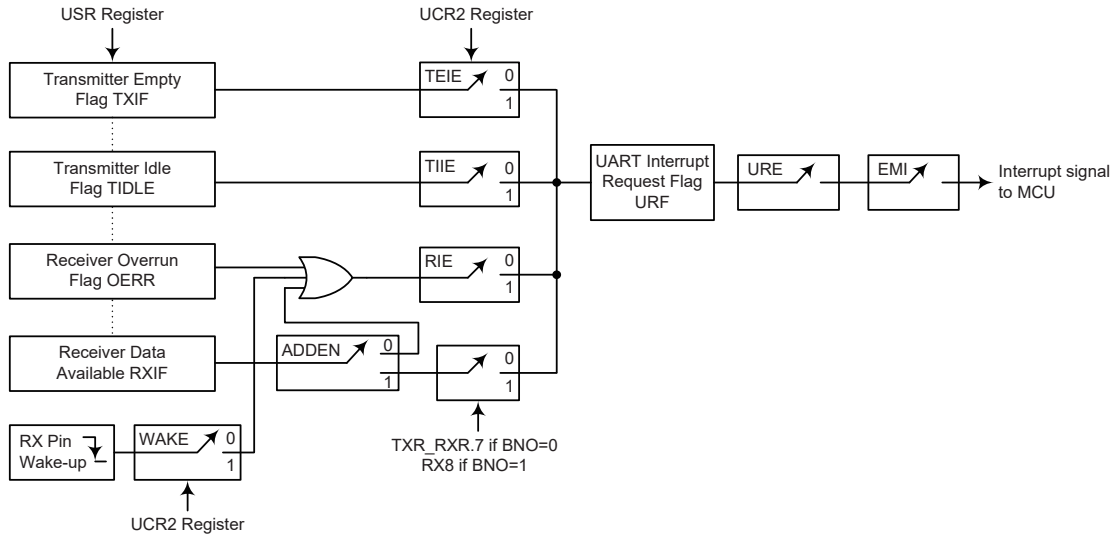 USR Register
UCR2 Register
Transmitter Empty
Flag TXIF
TEIE
0
1
Transmitter Idle
Flag TIDLE
TIIE
0
1
UART Interrupt
Request Flag
URF
URE
EMI
Interrupt signal
to MCU
Receiver Overrun
Flag OERR
RIE
0
1
Receiver Data
Available RXIF
ADDEN
0
1
0
1
RX Pin
Wake-up
WAKE
0
1
TXR_RXR.7 if BNO=0
RX8 if BNO=1
UCR2 Register